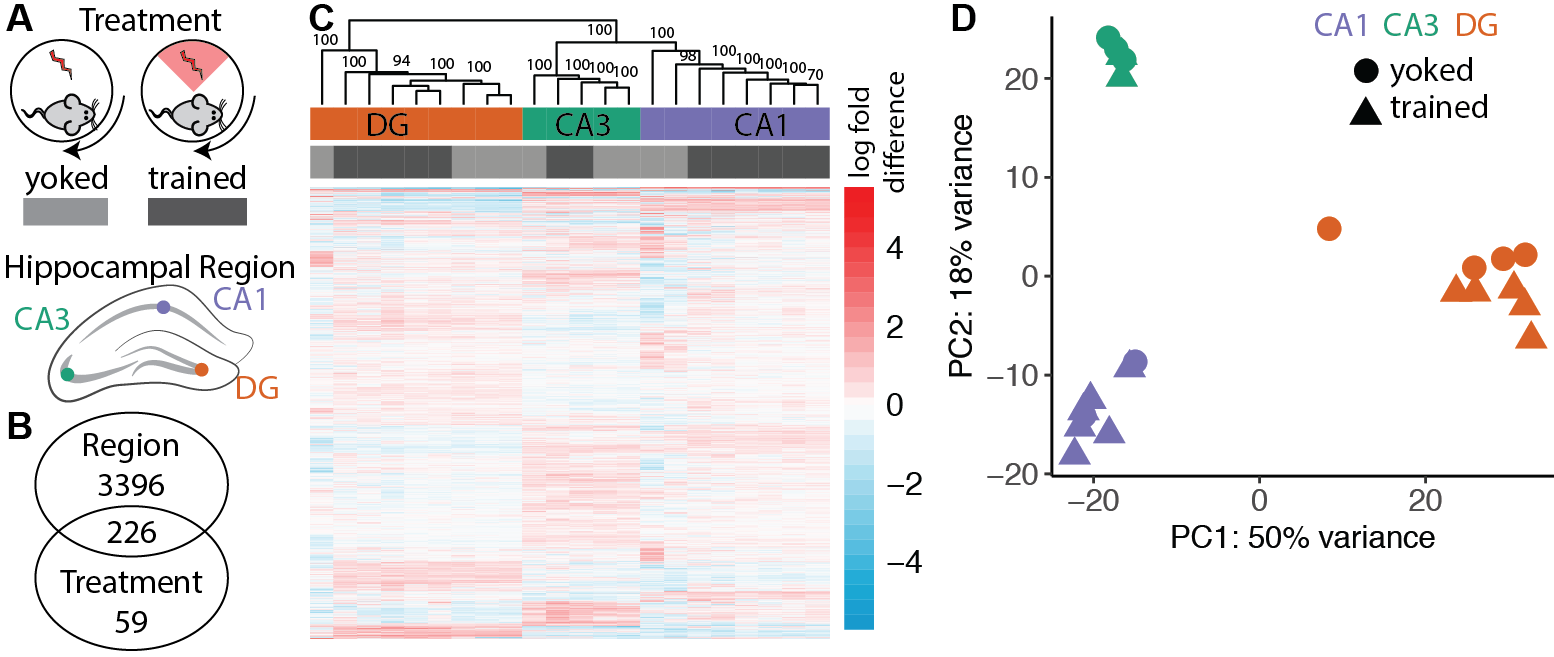 A
Treatment
yoked
trained
Hippocampal Region
CA3
CA1
DG
B
Region
3396
226
Treatment
59
C
100
100
100
94
100
100
100
100
100
100
100
100
98
100
100
100
100
70
DG
CA3
CA1
log fold
difference
4
2
0
−2
−4
D
CA1 CA3 DG
yoked
trained
PC2: 18% variance
20
10
0
−10
−20
−20
0
20
PC1: 50% variance